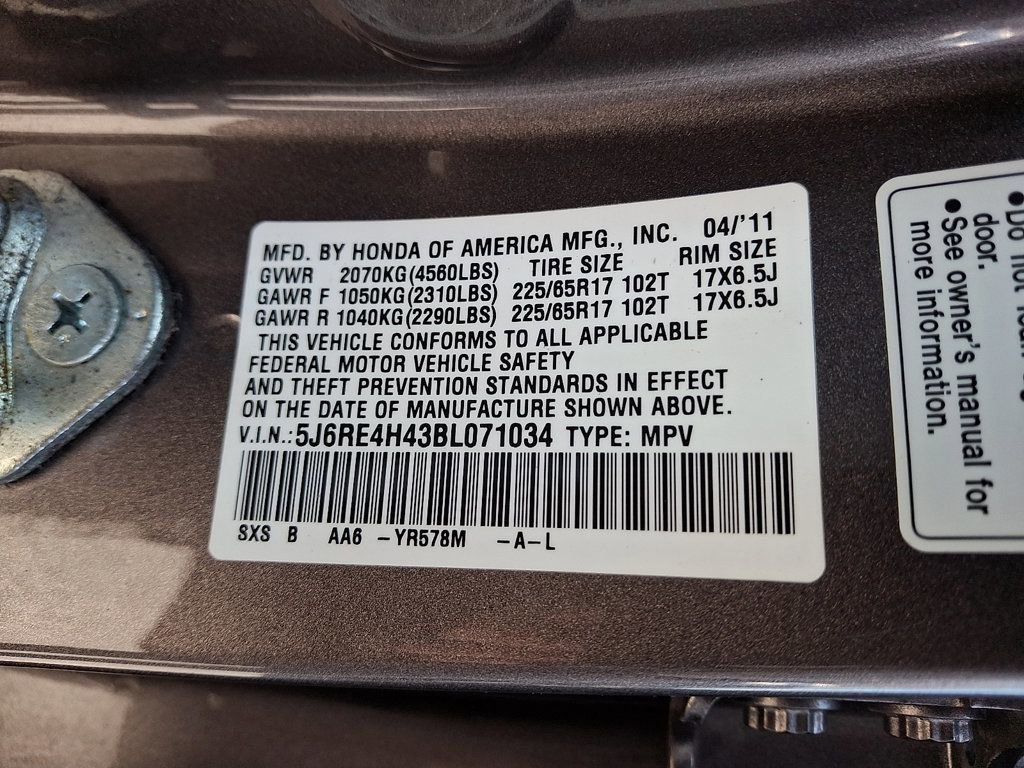 MFD. BY HONDA OF AMERICA MFG., INC. 04/'11
GVWR 2070KG(4560LBS) TIRE SIZE RIM SIZE
GAWR F 1050KG(2310LBS) 225/65R17 102T 17X6.5J
GAWR R 1040KG(2290LBS) 225/65R17 102T 17X6.5J
THIS VEHICLE CONFORMS TO ALL APPLICABLE
FEDERAL MOTOR VEHICLE SAFETY
AND THEFT PREVENTION STANDARDS IN EFFECT
ON THE DATE OF MANUFACTURE SHOWN ABOVE.
V.I.N.: 5J6RE4H43BL071034 TYPE: MPV
SXS B AA6 -YR578M -A-L
•Do not
door.
•See owner's manual for
more information.